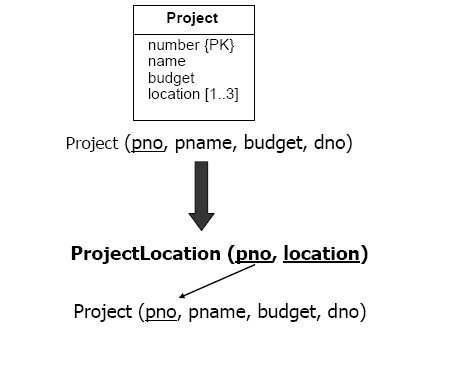 Project
number {PK}
name
budget
location [1..3]
Project (pno, pname, budget, dno)
ProjectLocation (pno, location)
Project (pno, pname, budget, dno)